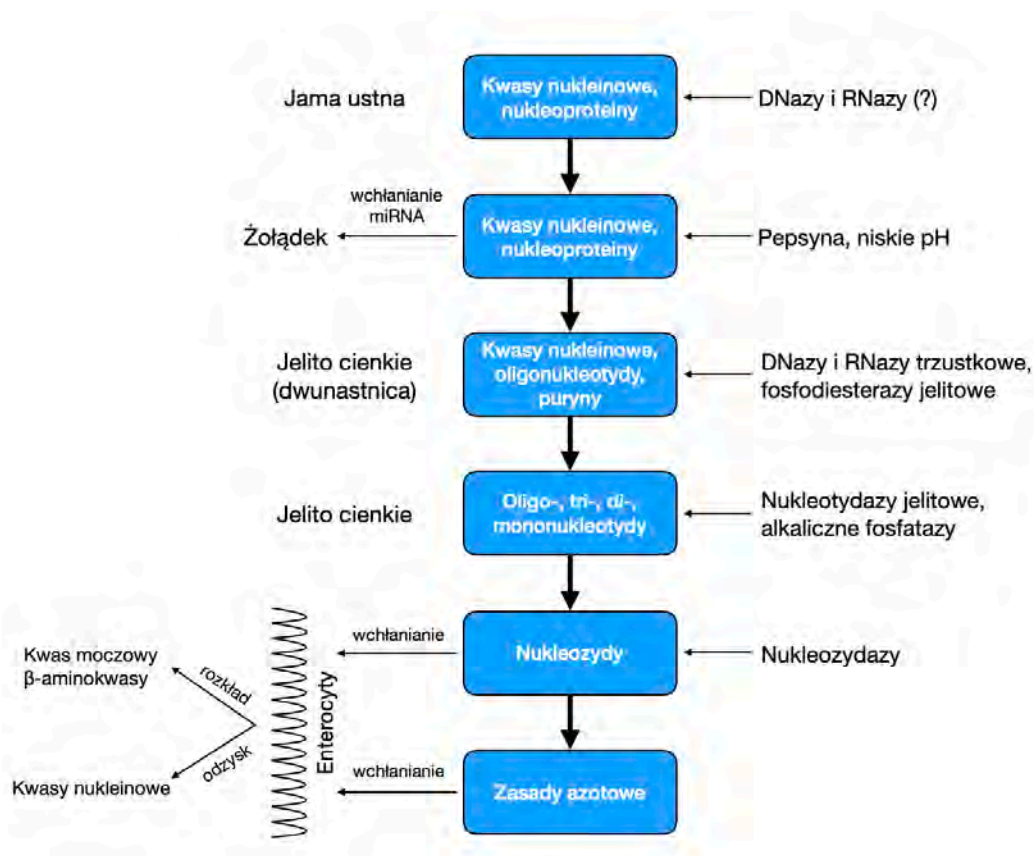 Jama ustna
Kwasy nukleinowe,
nukleoproteiny
DNazy i RNazy (?)
wchłanianie
miRNA
Żołądek
Kwasy nukleinowe,
nukleoproteiny
Pepsyna, niskie pH
Jelito cienkie
(dwunastnica)
Kwasy nukleinowe,
oligonukleotydy,
puryny
DNazy i RNazy trzustkowe,
fosfodiesterazy jelitowe
Jelito cienkie
Oligo-, tri-, di-,
mononukleotydy
Nukleotydazy jelitowe,
alkaliczne fosfatazy
wchłanianie
Nukleozydy
Nukleozydazy
Kwas moczowy
β-aminokwasy
rozkład
odzysk
Kwasy nukleinowe
Enterocyty
wchłanianie
Zasady azotowe